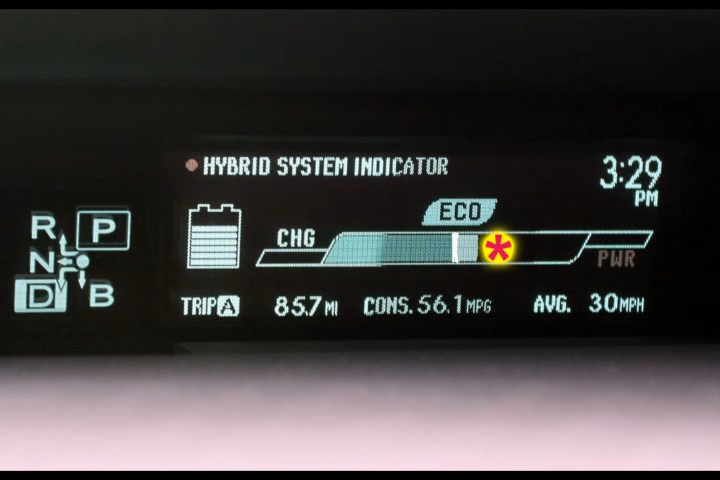 HYBRID SYSTEM INDICATOR
3:29
PM
ECO
CHG
PWR
R P
N
D B
TRIP A 85.7 MI CONS. 56.1 MPG AVG. 30 MPH